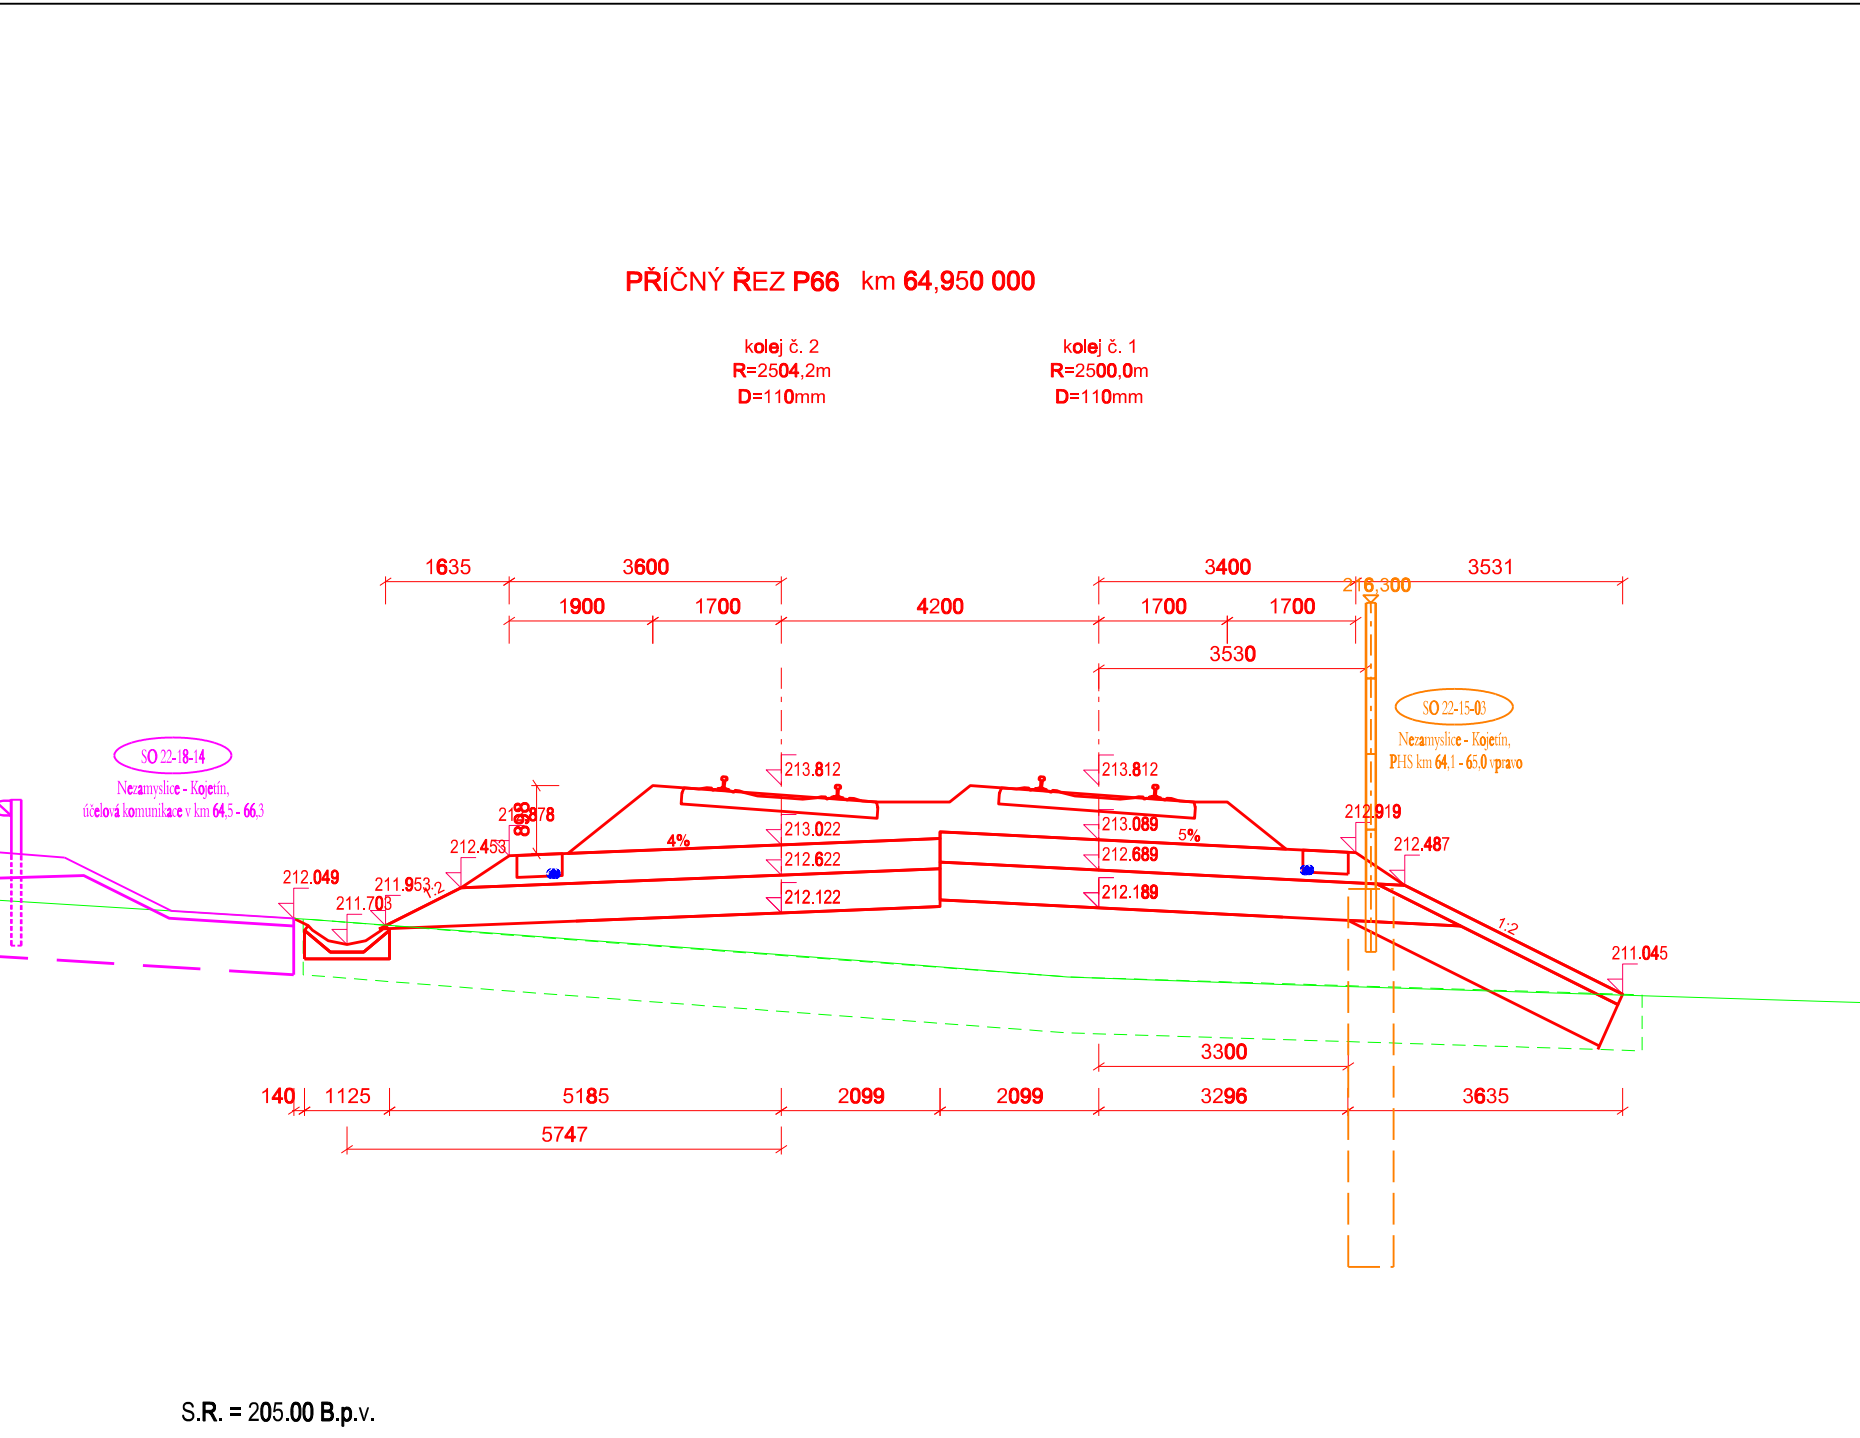 PŘÍČNÝ ŘEZ P66 km 64,950 000
kolej č. 2
R=2504,2m
D=110mm
kolej č. 1
R=2500,0m
D=110mm
1635
3600
3400
3531
216,300
1900
1700
4200
1700
1700
3530
SO 22-18-14
Nezamyslice - Kojetín,
účelová komunikace v km 64,5 - 66,3
SO 22-15-03
Nezamyslice - Kojetín,
PHS km 64,1 - 65,0 vpravo
213.812
213.812
898
212.878
212.919
213.022
213.089
4%
5%
212.453
212.487
212.622
212.689
212.049
211.953
1:2
211.703
212.122
212.189
1:2
211.045
3300
140
1125
5185
2099
2099
3296
3635
5747
S.R. = 205.00 B.p.v.